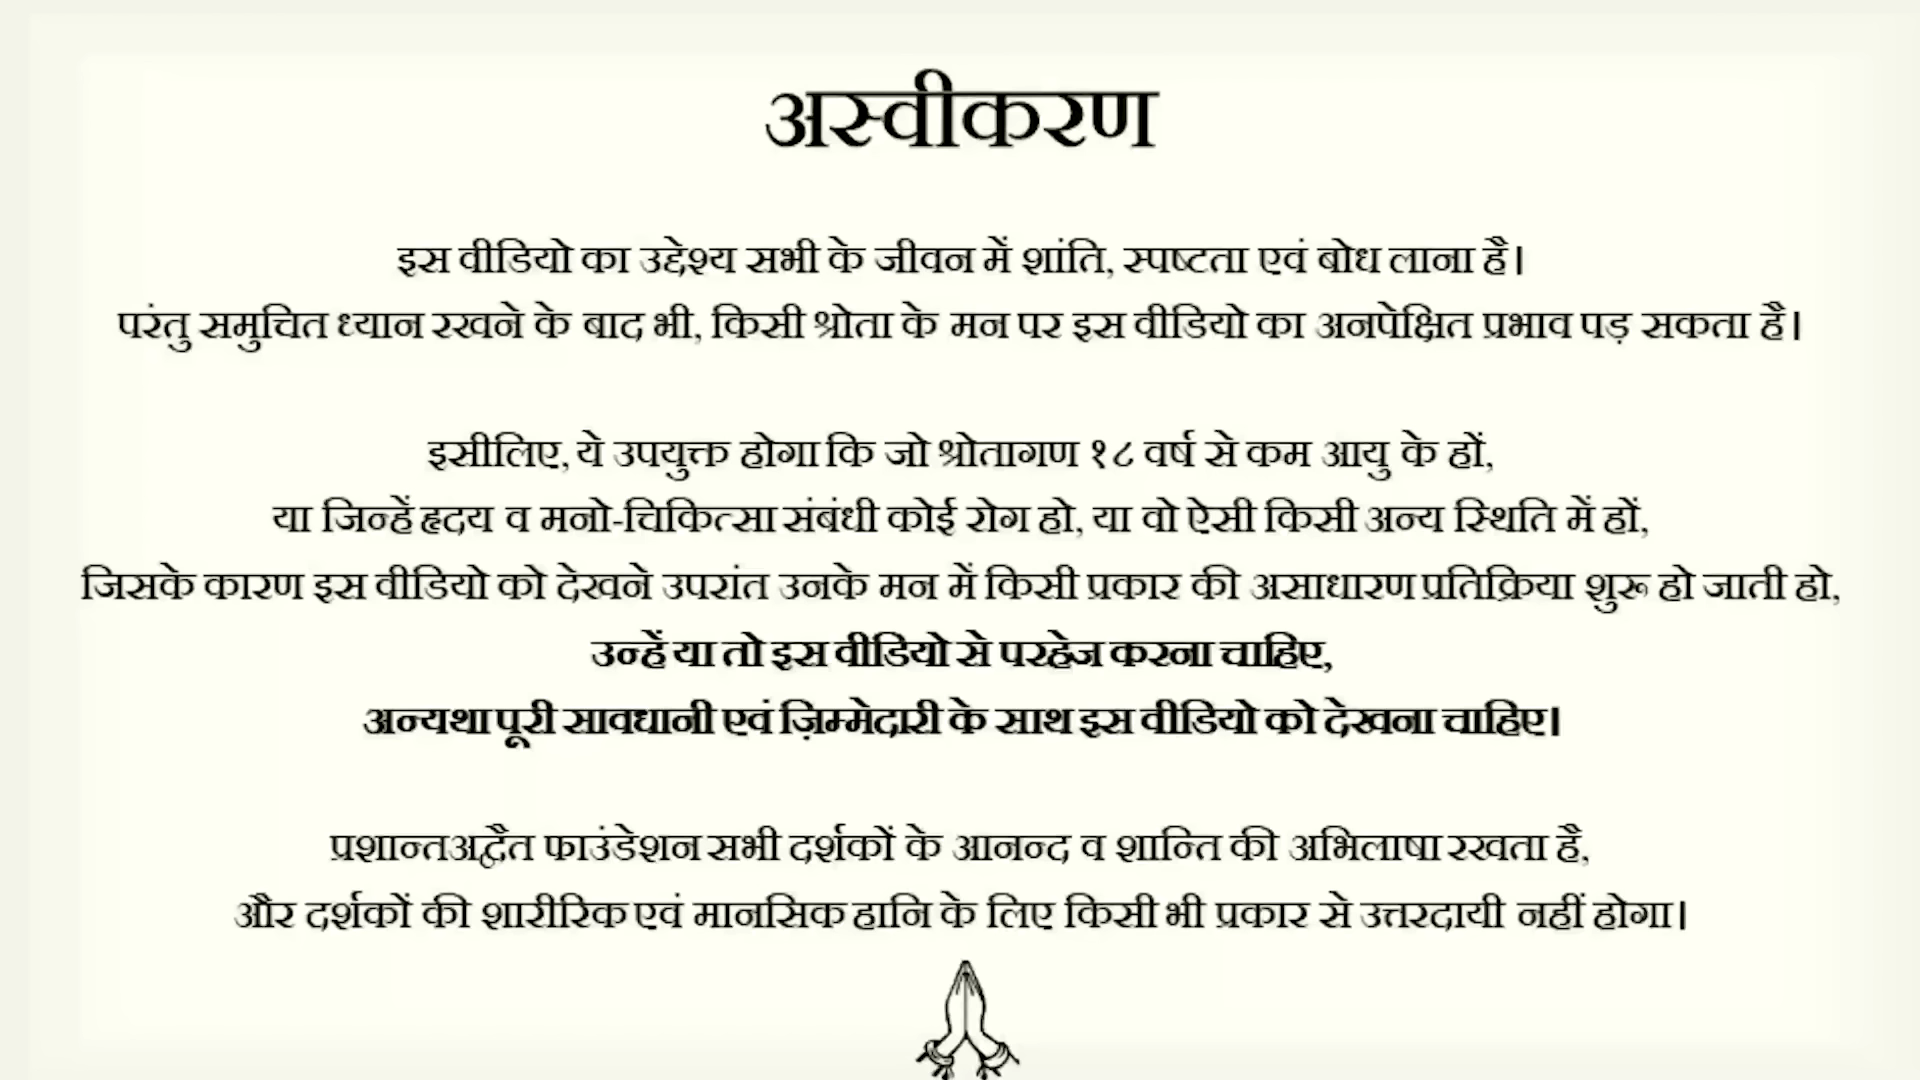 अस्वीकरण
इस वीडियो का उद्देश्य सभी के जीवन में शांति, स्पष्टता एवं बोध लाना है।
परंतु समुचित ध्यान रखने के बाद भी, किसी श्रोता के मन पर इस वीडियो का अनपेक्षित प्रभाव पड़ सकता है।
इसीलिए, ये उपयुक्त होगा कि जो श्रोतागण १८ वर्ष से कम आयु के हों,
या जिन्हें हृदय व मनो-चिकित्सा संबंधी कोई रोग हो, या वो ऐसी किसी अन्य स्थिति में हों,
जिसके कारण इस वीडियो को देखने उपरांत उनके मन में किसी प्रकार की असाधारण प्रतिक्रिया शुरू हो जाती हो,
उन्हें या तो इस वीडियो से परहेज करना चाहिए,
अन्यथा पूरी सावधानी एवं ज़िम्मेदारी के साथ इस वीडियो को देखना चाहिए।
प्रशान्तअद्वैत फाउंडेशन सभी दर्शकों के आनन्द व शान्ति की अभिलाषा रखता है,
और दर्शकों की शारीरिक एवं मानसिक हानि के लिए किसी भी प्रकार से उत्तरदायी नहीं होगा।